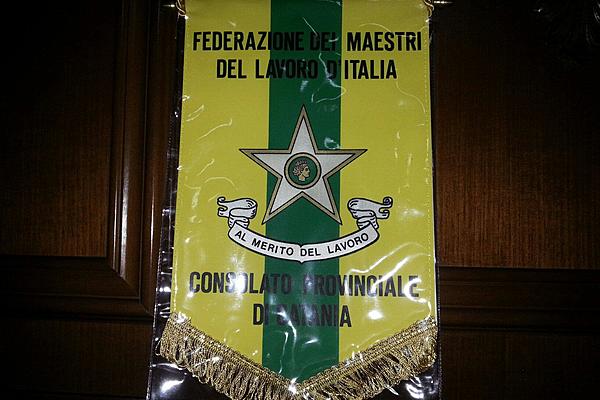 FEDERAZIONE DEI MAESTRI
DEL LAVORO D'ITALIA
AL MERITO DEL LAVORO
CONSOLATO PROVINCIALE
DI CATANIA